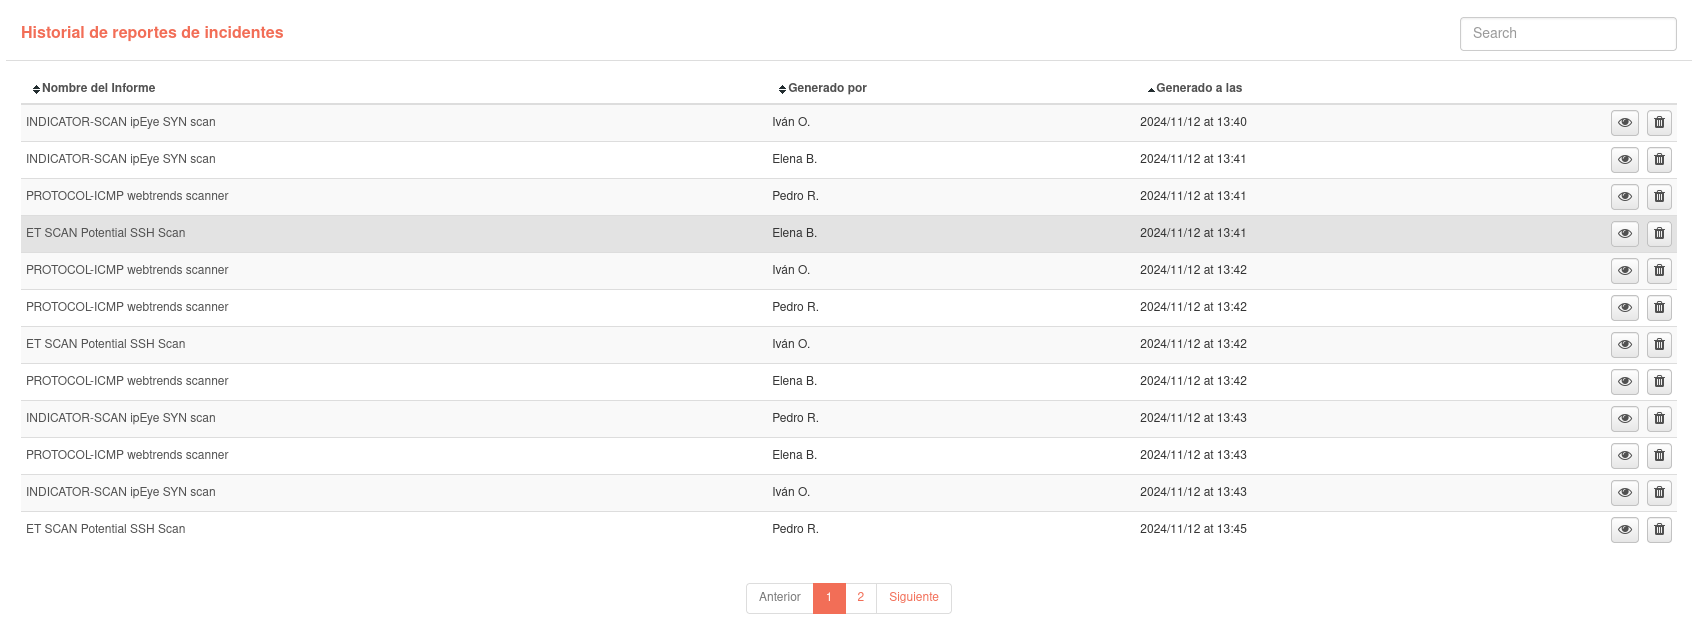 Historial de reportes de incidentes
Search
Nombre del Informe Generado por Generado a las
INDICATOR-SCAN ipEye SYN scan Iván O. 2024/11/12 at 13:40
INDICATOR-SCAN ipEye SYN scan Elena B. 2024/11/12 at 13:41
PROTOCOL-ICMP webtrends scanner Pedro R. 2024/11/12 at 13:41
ET SCAN Potential SSH Scan Elena B. 2024/11/12 at 13:41
PROTOCOL-ICMP webtrends scanner Iván O. 2024/11/12 at 13:42
PROTOCOL-ICMP webtrends scanner Pedro R. 2024/11/12 at 13:42
ET SCAN Potential SSH Scan Iván O. 2024/11/12 at 13:42
PROTOCOL-ICMP webtrends scanner Elena B. 2024/11/12 at 13:42
INDICATOR-SCAN ipEye SYN scan Pedro R. 2024/11/12 at 13:43
PROTOCOL-ICMP webtrends scanner Elena B. 2024/11/12 at 13:43
INDICATOR-SCAN ipEye SYN scan Iván O. 2024/11/12 at 13:43
ET SCAN Potential SSH Scan Pedro R. 2024/11/12 at 13:45
Anterior 1 2 Siguiente